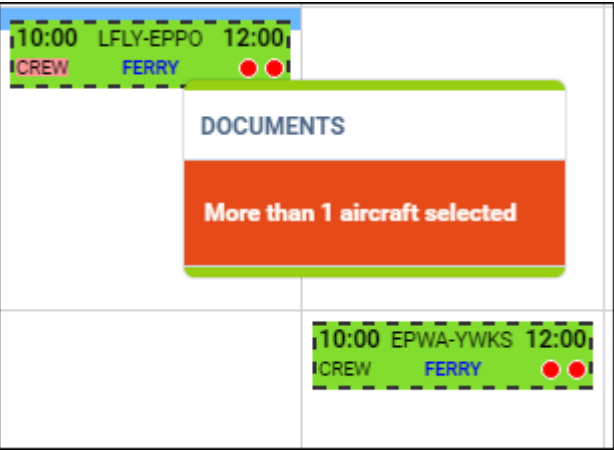 10:00 LFLY-EPPO 12:00
CREW FERRY
DOCUMENTS
More than 1 aircraft selected
10:00 EPWA-YWKS 12:00
CREW FERRY